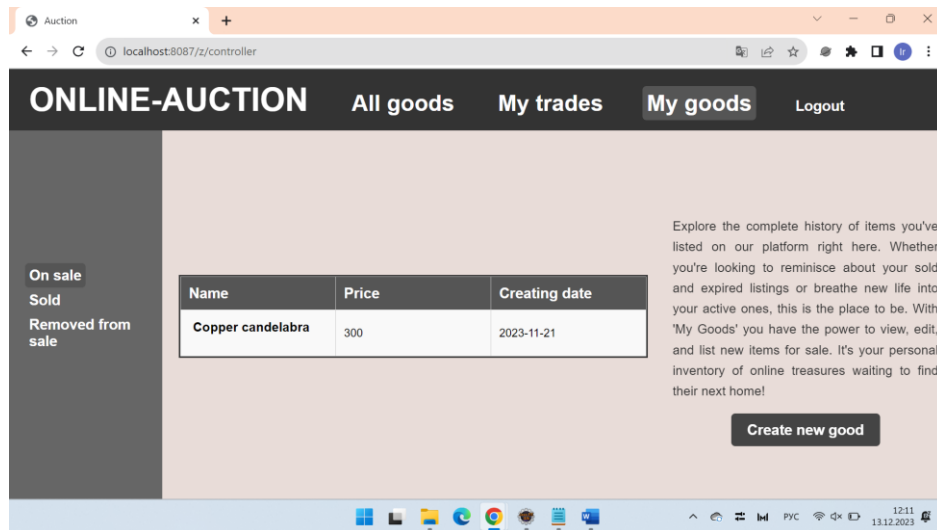 Auction
localhost:8087/z/controller
Ir
ONLINE-AUCTION All goods My trades My goods Logout
On sale
Sold
Removed from
sale
Name Price Creating date
Copper candelabra 300 2023-11-21
Explore the complete history of items you've
listed on our platform right here. Whether
you're looking to reminisce about your sold
and expired listings or breathe new life into
your active ones, this is the place to be. With
'My Goods' you have the power to view, edit,
and list new items for sale. It's your personal
inventory of online treasures waiting to find
their next home!
Create new good
РУС
12:11
13.12.2023